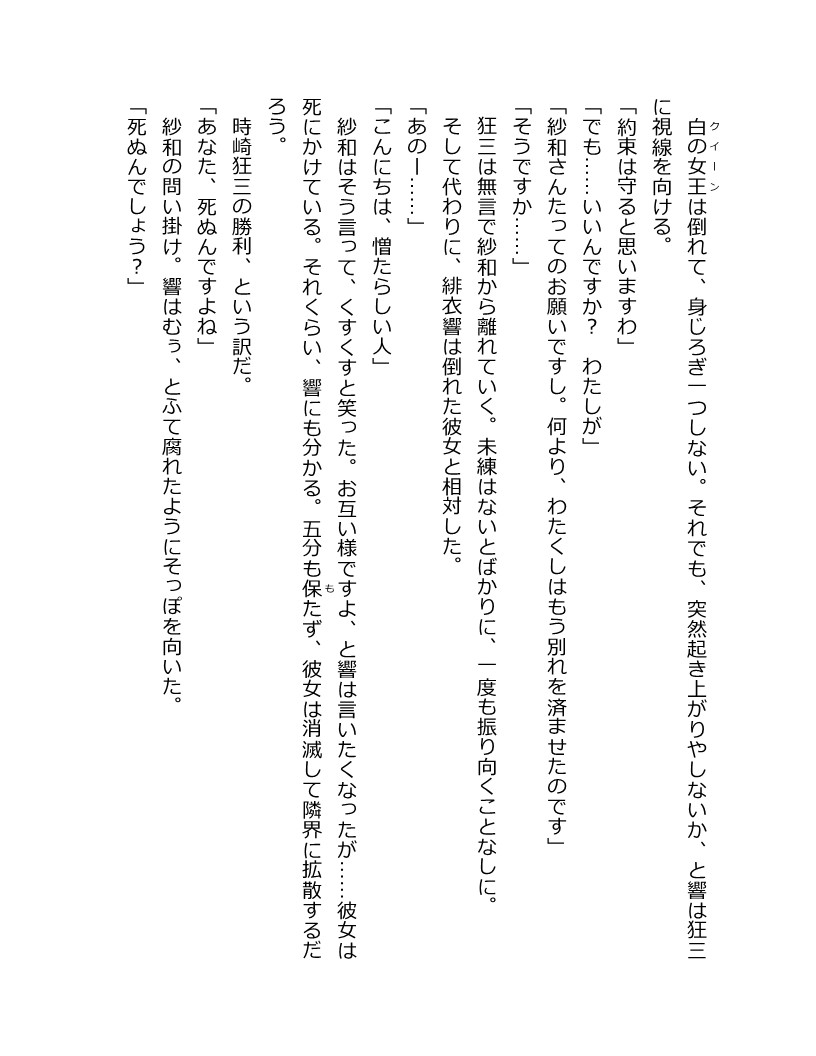 白の女王は倒れて、身じろぎ一つしない。それでも、突然起き上がりやしないか、と響は狂三
クイーン
に視線を向ける。
「約束は守ると思いますわ」
「でも……いいんですか？　わたしが」
「紗和さんたってのお願いですし。何より、わたくしはもう別れを済ませたのです」
「そうですか……」
狂三は無言で紗和から離れていく。未練はないとばかりに、一度も振り向くことなしに。
そして代わりに、緋衣響は倒れた彼女と相対した。
「あのー……」
「こんにちは、憎たらしい人」
紗和はそう言って、くすくすと笑った。お互い様ですよ、と響は言いたくなったが……彼女は
死にかけている。それくらい、響にも分かる。五分も保たず、彼女は消滅して隣界に拡散するだ
も
ろう。
時崎狂三の勝利、という訳だ。
「あなた、死ぬんですよね」
紗和の問い掛け。響はむぅ、とふて腐れたようにそっぽを向いた。
「死ぬんでしょう？」